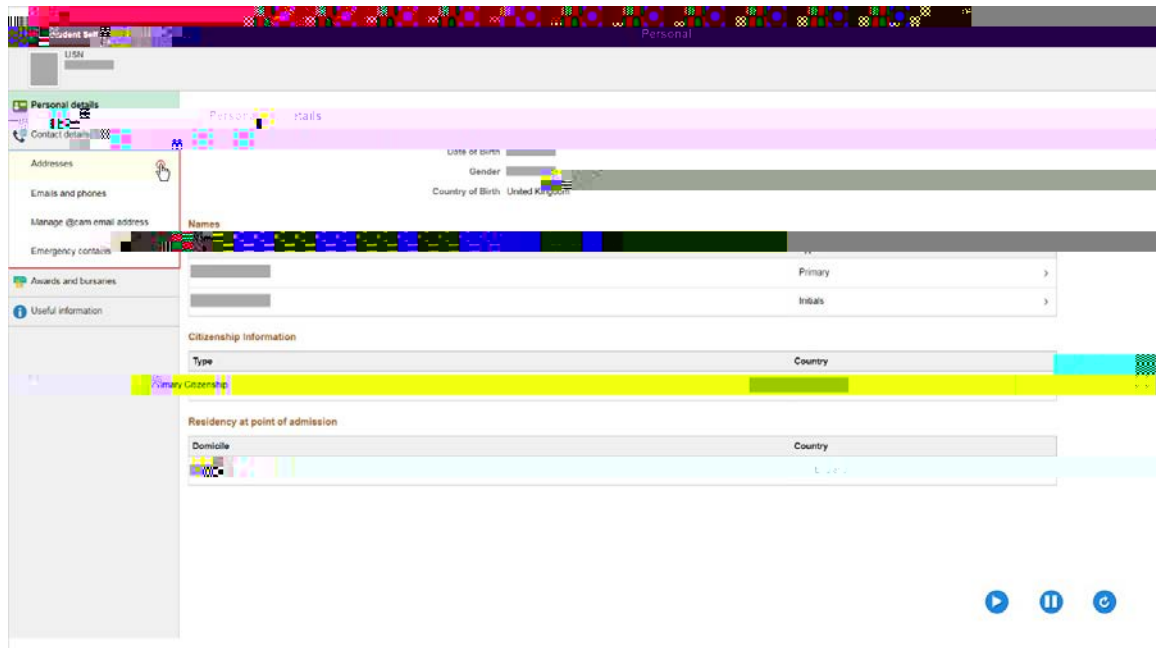 Student Self
Personal
USN
Personal details
Personal etails
Contact details
Date of Birth
Addresses
Gender
Emails and phones
Country of Birth United Kingdom
Manage @cam email address
Names
Emergency contacts
Primary
Awards and bursaries
Initials
Useful information
Citizenship Information
Type Country
Primary Citizenship
Residency at point of admission
Domicile Country